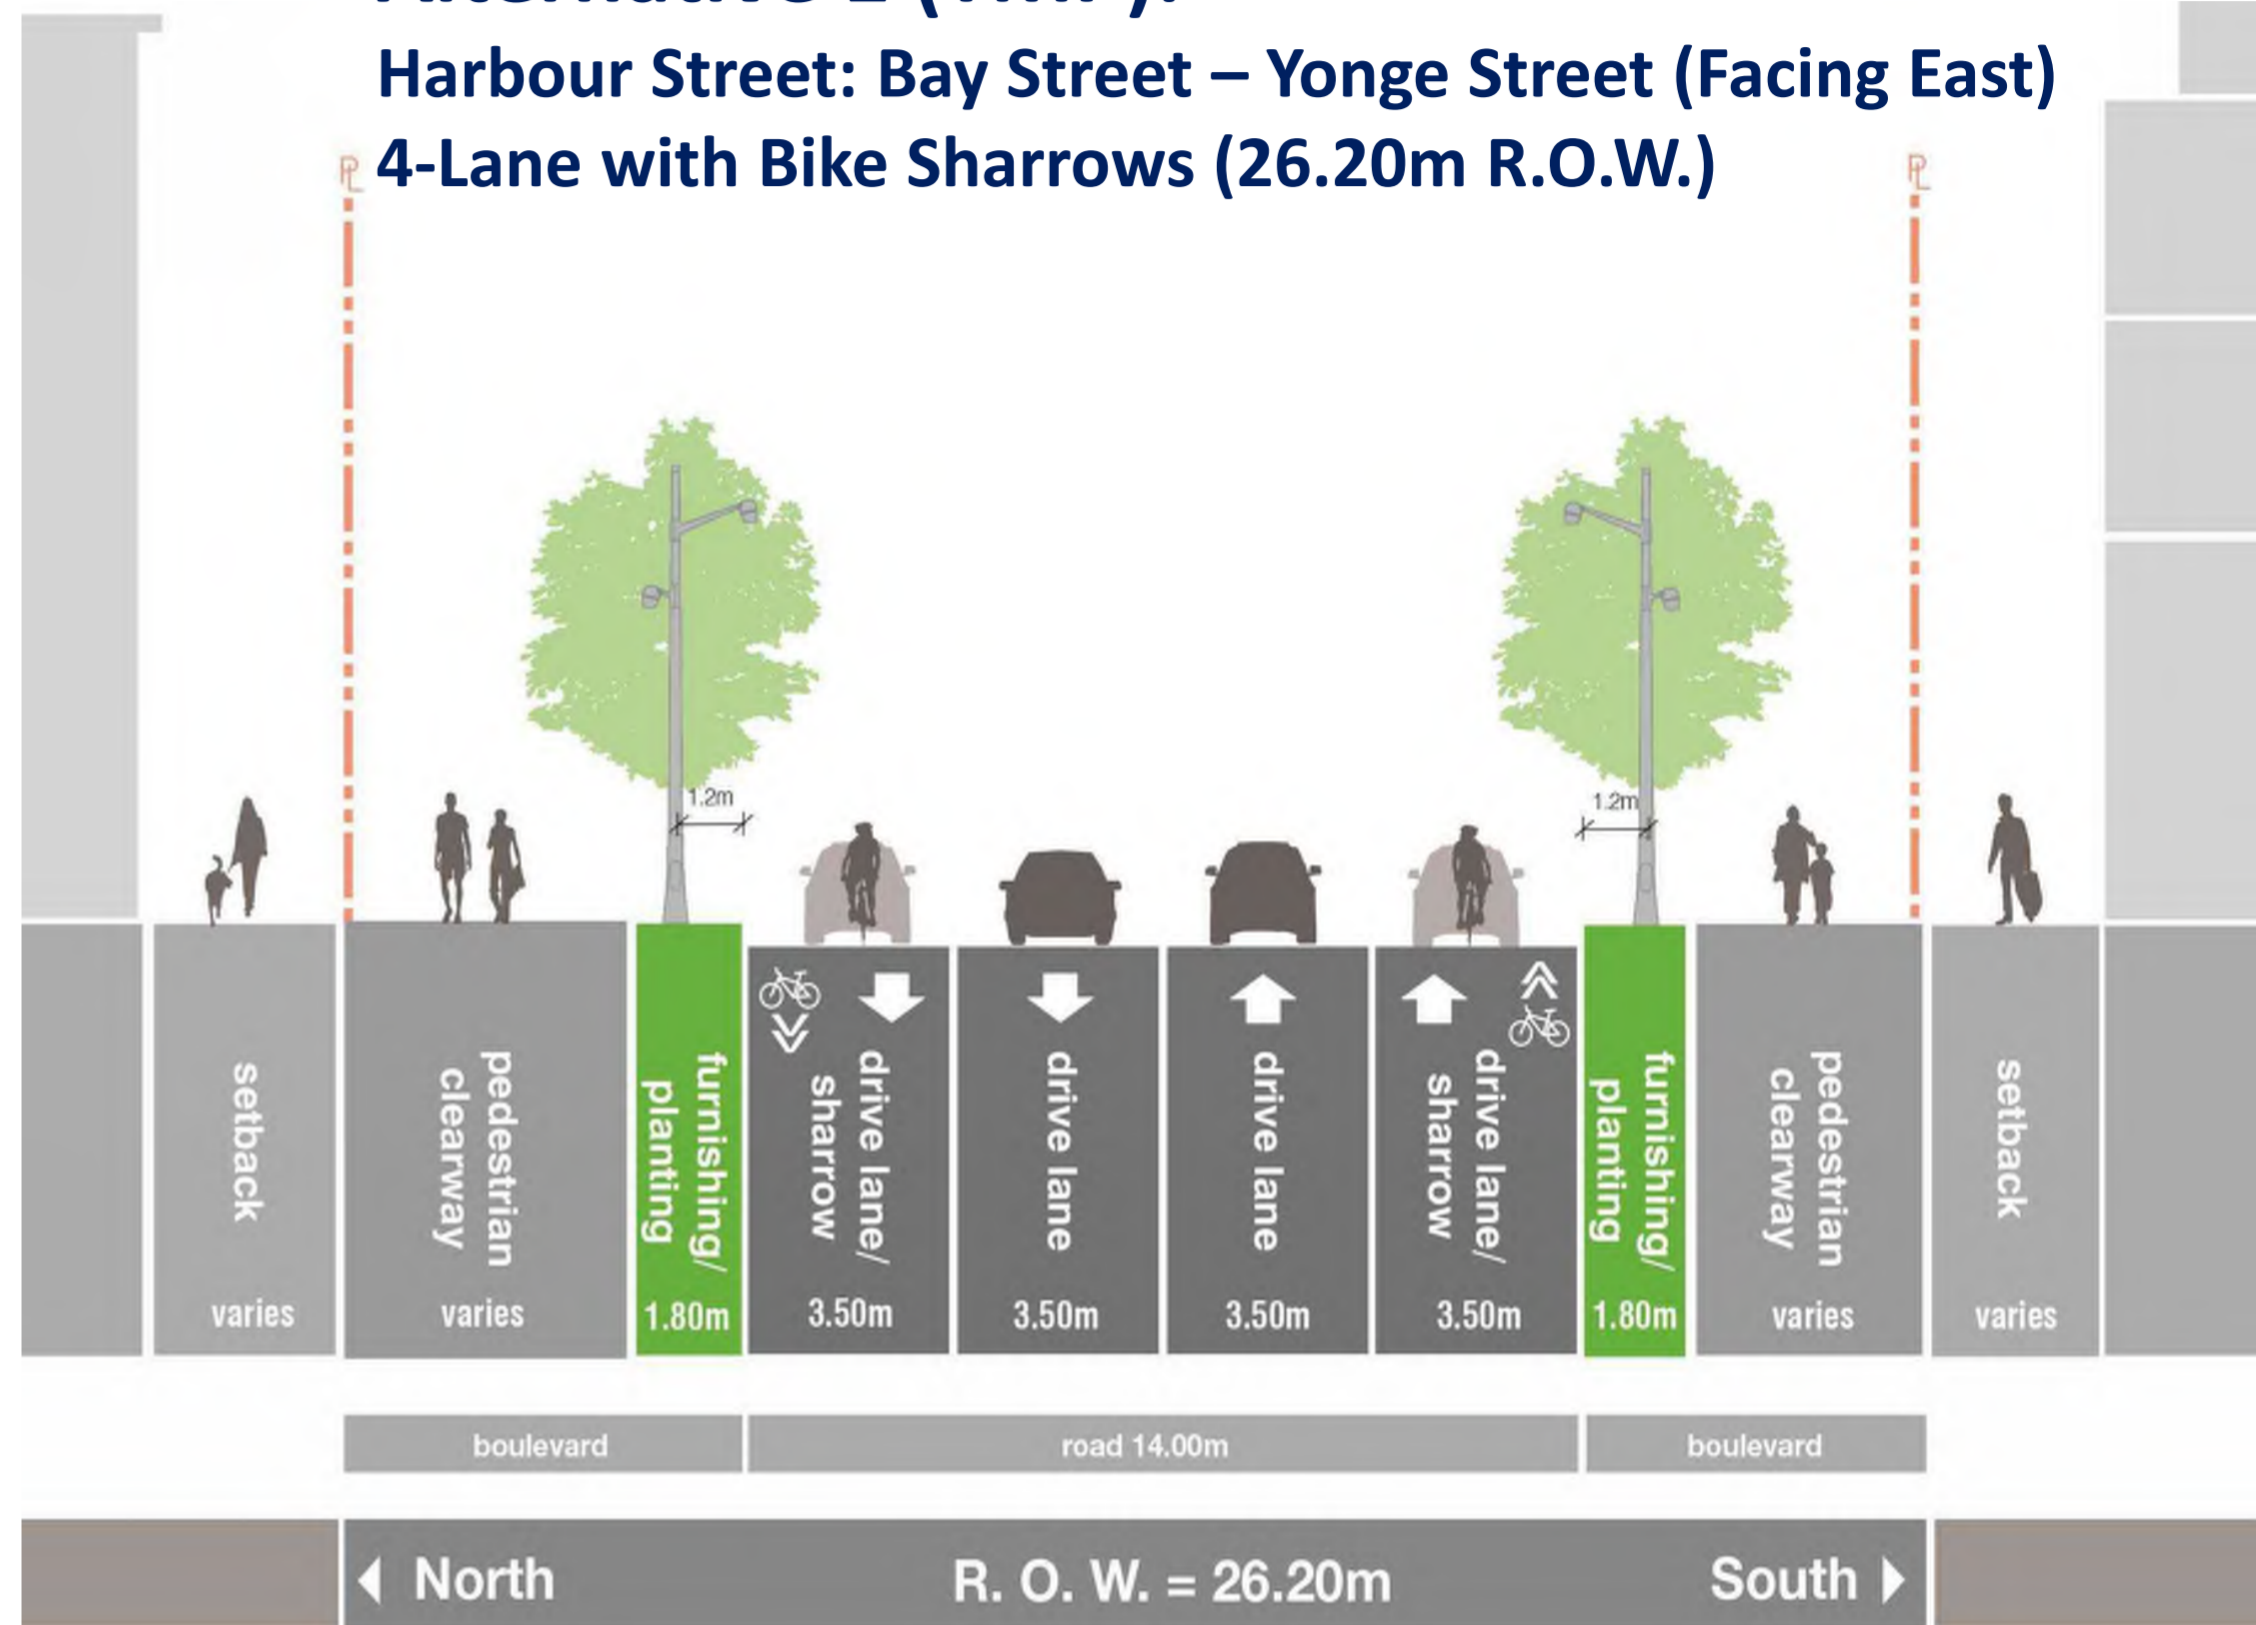 Harbour Street: Bay Street – Yonge Street (Facing East)
4-Lane with Bike Sharrows (26.20m R.O.W.)
PL
PL
1.2m
1.2m
setback
varies
pedestrian
clearway
varies
furnishing/
planting
1.80m
drive lane/
sharrow
3.50m
drive lane
3.50m
drive lane
3.50m
drive lane/
sharrow
3.50m
furnishing/
planting
1.80m
pedestrian
clearway
varies
setback
varies
boulevard
road 14.00m
boulevard
North
R. O. W. = 26.20m
South